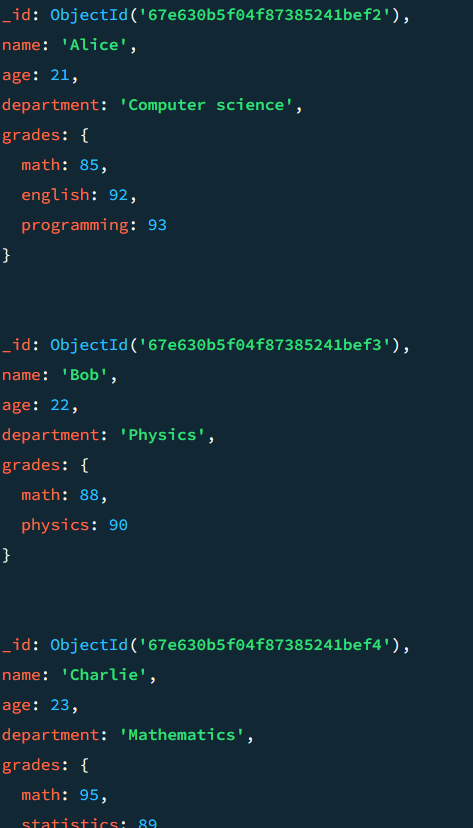 _id: ObjectId('67e630b5f04f87385241bef2'),
name: 'Alice',
age: 21,
department: 'Computer science',
grades: {
  math: 85,
  english: 92,
  programming: 93
}
_id: ObjectId('67e630b5f04f87385241bef3'),
name: 'Bob',
age: 22,
department: 'Physics',
grades: {
  math: 88,
  physics: 90
}
_id: ObjectId('67e630b5f04f87385241bef4'),
name: 'Charlie',
age: 23,
department: 'Mathematics',
grades: {
  math: 95,
  statistics: 89